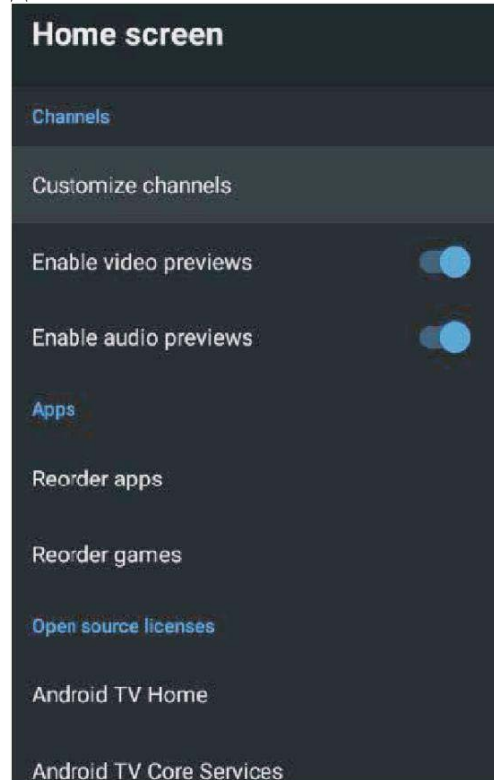 Home screen
Channels
Customize channels
Enable video previews
Enable audio previews
Apps
Reorder apps
Reorder games
Open source licenses
Android TV Home
Android TV Core Services